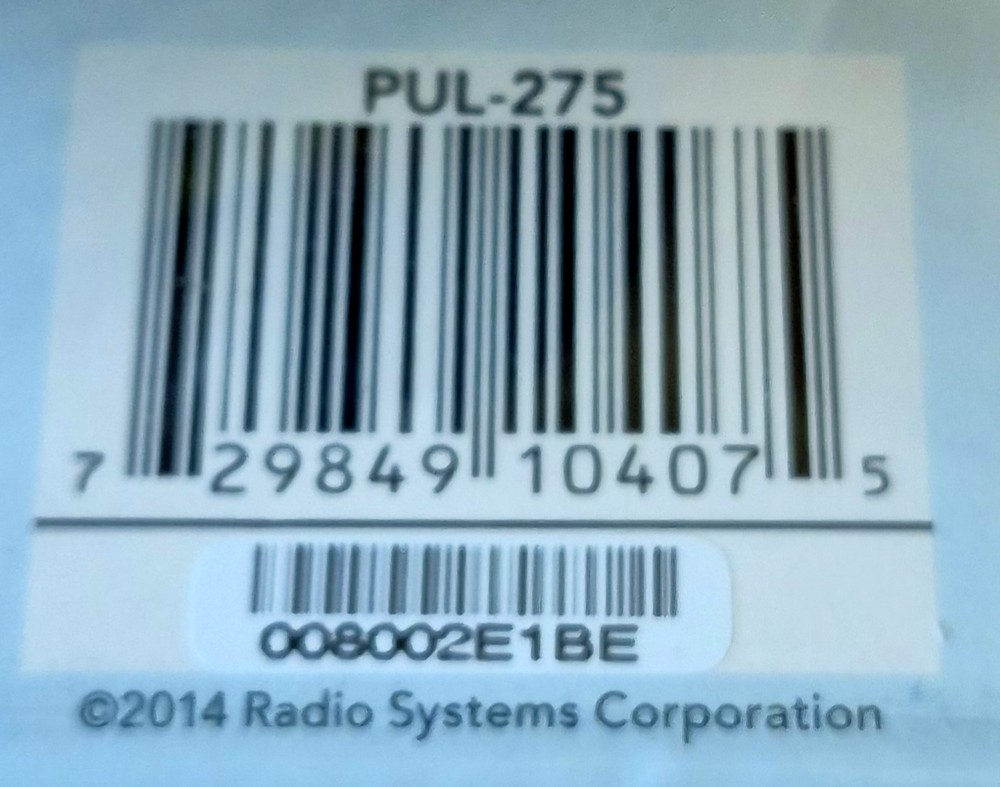 PUL-275
7 29849 10407 5
008002E1BE
©2014 Radio Systems Corporation